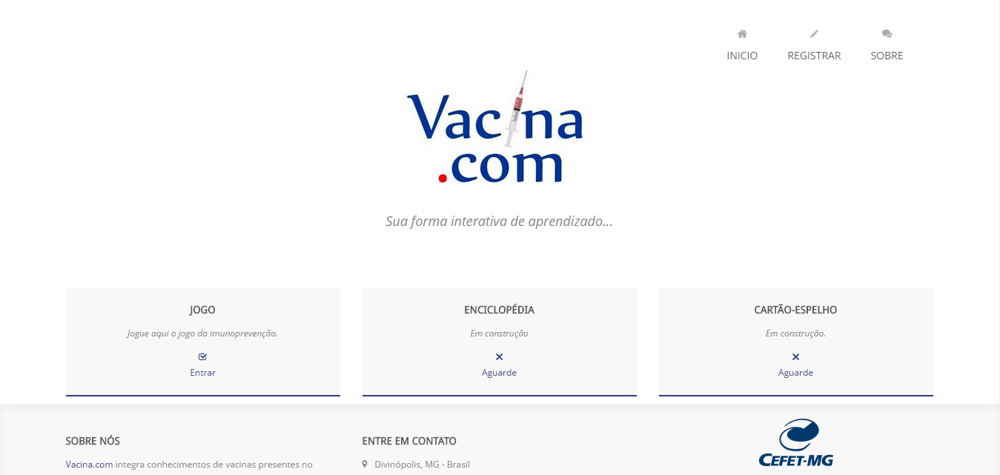 INICIO
REGISTRAR
SOBRE
Vacina
.com
Sua forma interativa de aprendizado...
JOGO
Jogue aqui o jogo da imunoprevenção.
Entrar
ENCICLOPÉDIA
Em construção
Aguarde
CARTÃO-ESPELHO
Em construção.
Aguarde
SOBRE NÓS
Vacina.com integra conhecimentos de vacinas presentes no
ENTRE EM CONTATO
Divinópolis, MG - Brasil
CEFET-MG